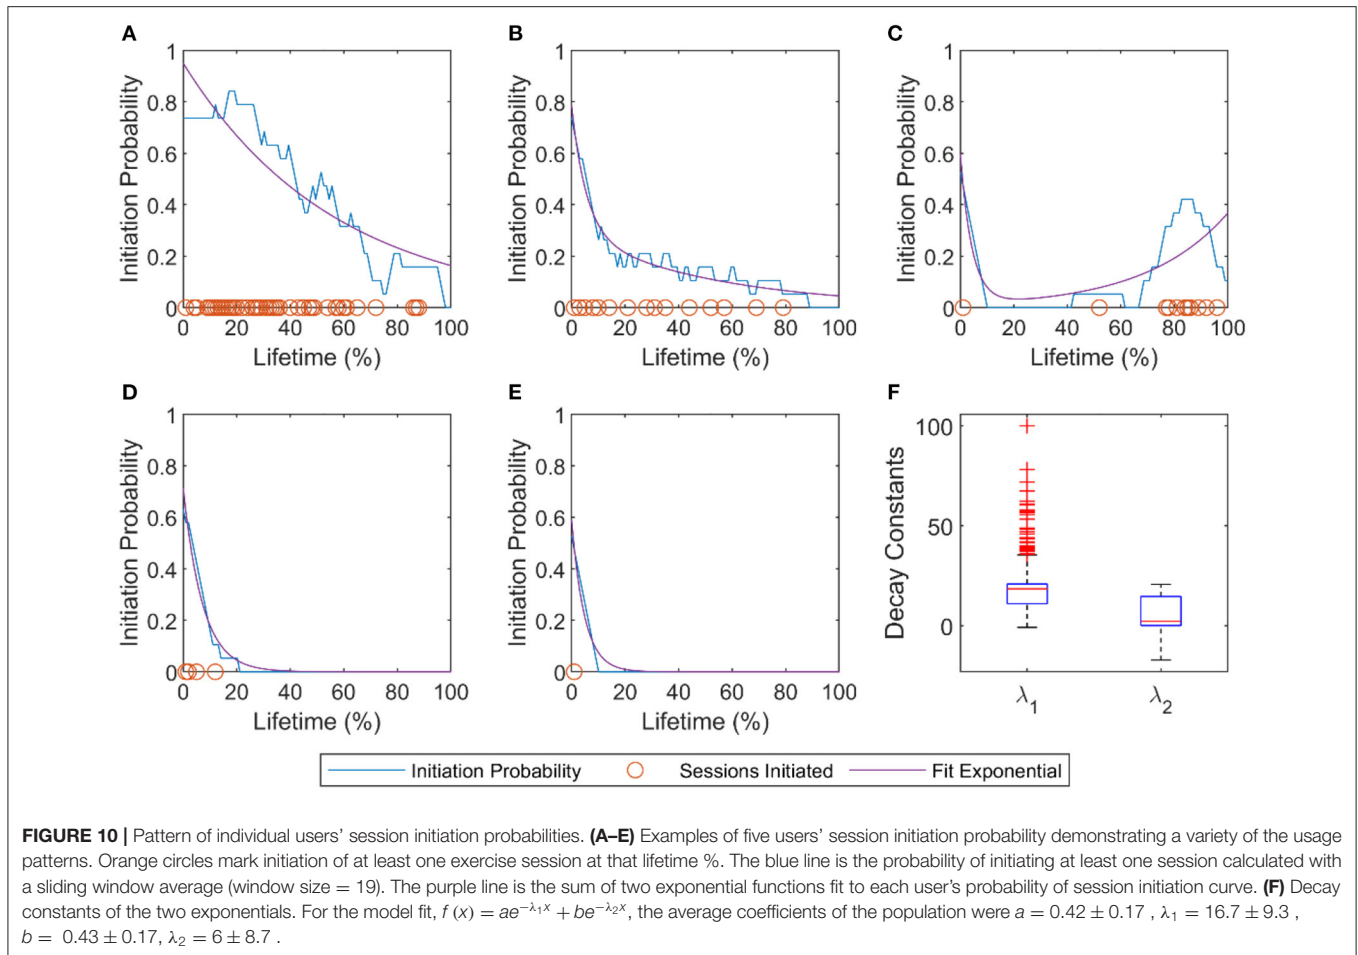 A
B
C
1
0.8
0.6
0.4
0.2
0
Initiation Probability
0 20 40 60 80 100
Lifetime (%)
1
0.8
0.6
0.4
0.2
0
Initiation Probability
0 20 40 60 80 100
Lifetime (%)
1
0.8
0.6
0.4
0.2
0
Initiation Probability
0 20 40 60 80 100
Lifetime (%)
D
E
F
1
0.8
0.6
0.4
0.2
0
Initiation Probability
0 20 40 60 80 100
Lifetime (%)
1
0.8
0.6
0.4
0.2
0
Initiation Probability
0 20 40 60 80 100
Lifetime (%)
100
50
0
Decay Constants
λ1 λ2
Initiation Probability Sessions Initiated Fit Exponential
FIGURE 10 | Pattern of individual users' session initiation probabilities. (A–E) Examples of five users' session initiation probability demonstrating a variety of the usage
patterns. Orange circles mark initiation of at least one exercise session at that lifetime %. The blue line is the probability of initiating at least one session calculated with
a sliding window average (window size = 19). The purple line is the sum of two exponential functions fit to each user's probability of session initiation curve. (F) Decay
constants of the two exponentials. For the model fit, f (x) = ae^{−λ1x} + be^{−λ2x}, the average coefficients of the population were a = 0.42 ± 0.17 , λ1 = 16.7 ± 9.3 ,
b = 0.43 ± 0.17, λ2 = 6 ± 8.7 .